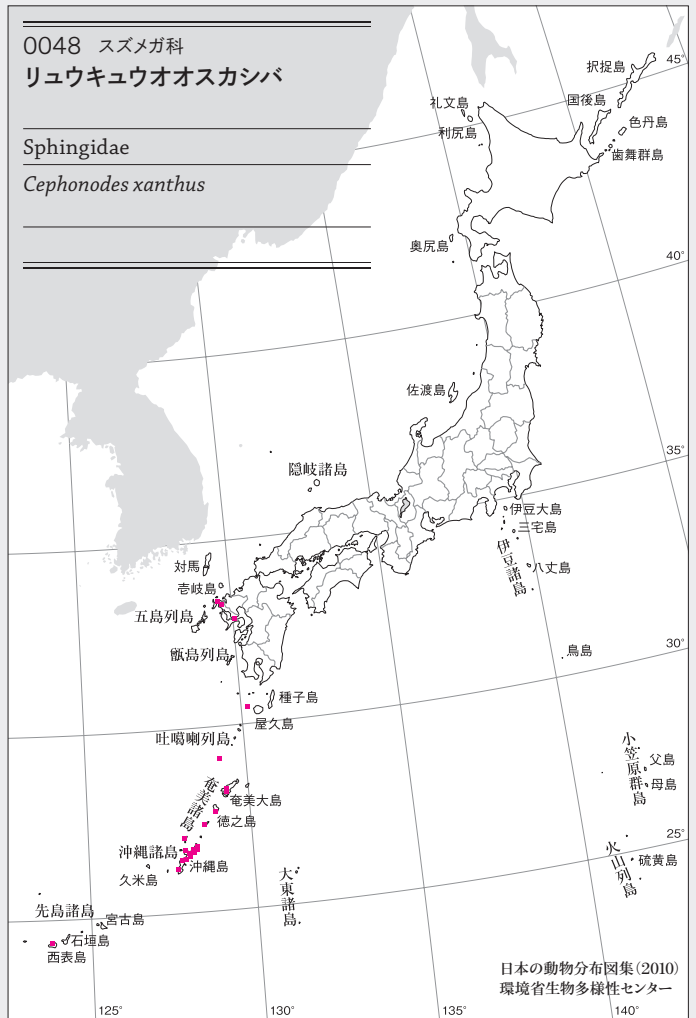 0048 スズメガ科
リュウキュウオオスカシバ
Sphingidae
Cephonodes xanthus
択捉島
45°
国後島
礼文島
色丹島
利尻島
歯舞群島
奥尻島
40°
佐渡島
35°
隠岐諸島
伊豆大島
三宅島
伊豆諸島
八丈島
対馬
壱岐島
五島列島
甑島列島
鳥島
30°
種子島
屋久島
吐噶喇列島
小笠原群島
父島
母島
奄美諸島
奄美大島
徳之島
25°
沖縄諸島
沖縄島
久米島
火山列島
硫黄島
大東諸島
先島諸島
宮古島
石垣島
西表島
日本の動物分布図集(2010)
環境省生物多様性センター
125°
130°
135°
140°